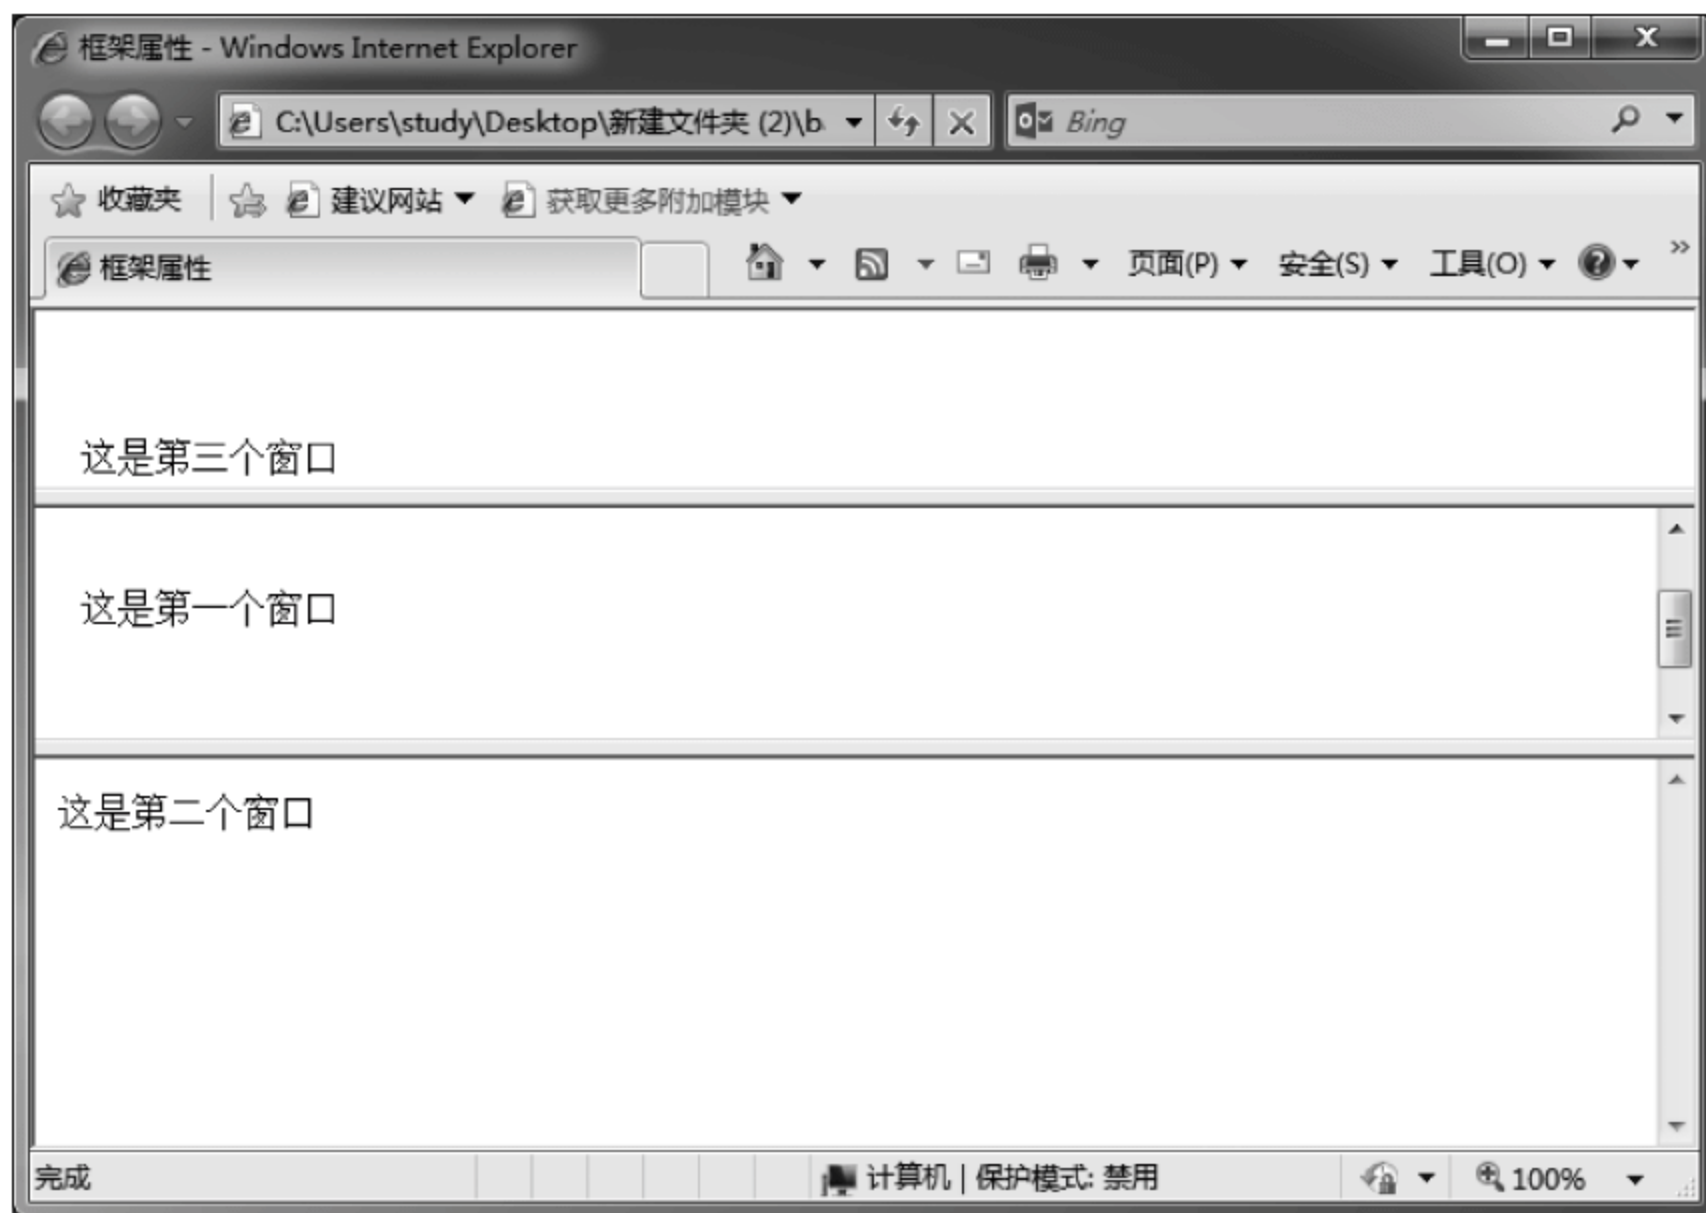 框架属性 - Windows Internet Explorer
C:\Users\study\Desktop\新建文件夹 (2)\b
Bing
收藏夹 建议网站 获取更多附加模块
框架属性 页面(P) 安全(S) 工具(O) »
这是第三个窗口
这是第一个窗口
这是第二个窗口
完成 计算机 | 保护模式: 禁用 100%